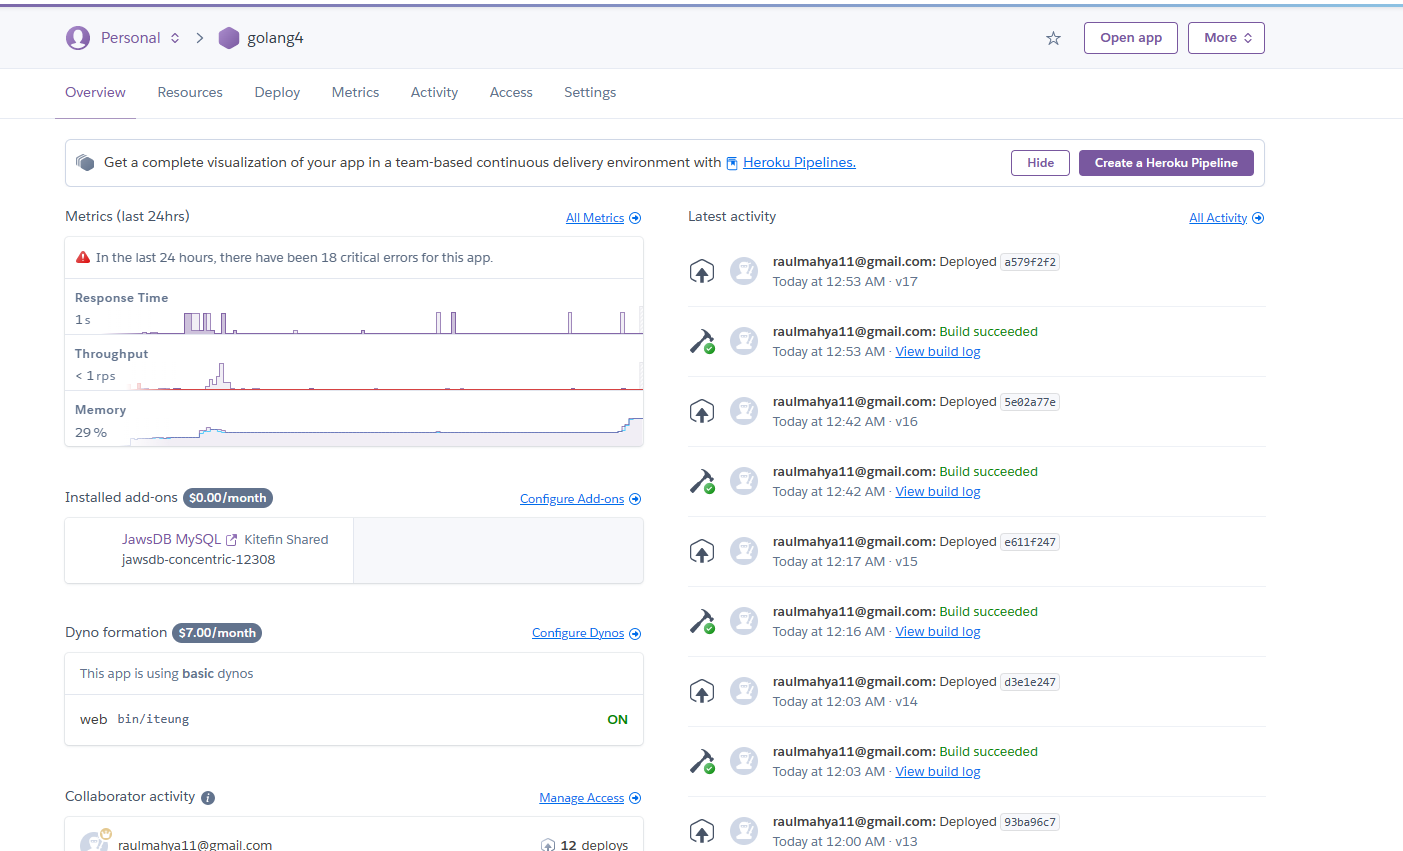 Personal golang4 Open app More
Overview Resources Deploy Metrics Activity Access Settings
Get a complete visualization of your app in a team-based continuous delivery environment with Heroku Pipelines. Hide Create a Heroku Pipeline
Metrics (last 24hrs) All Metrics
In the last 24 hours, there have been 18 critical errors for this app.
Response Time
1 s
Throughput
< 1 rps
Memory
29 %
Installed add-ons $0.00/month Configure Add-ons
JawsDB MySQL Kitefin Shared
jawsdb-concentric-12308
Dyno formation $7.00/month Configure Dynos
This app is using basic dynos
web bin/iteung ON
Collaborator activity i Manage Access
raulmahya11@gmail.com 12 deploys
Latest activity All Activity
raulmahya11@gmail.com: Deployed a579f2f2
Today at 12:53 AM · v17
raulmahya11@gmail.com: Build succeeded
Today at 12:53 AM · View build log
raulmahya11@gmail.com: Deployed 5e02a77e
Today at 12:42 AM · v16
raulmahya11@gmail.com: Build succeeded
Today at 12:42 AM · View build log
raulmahya11@gmail.com: Deployed e611f247
Today at 12:17 AM · v15
raulmahya11@gmail.com: Build succeeded
Today at 12:16 AM · View build log
raulmahya11@gmail.com: Deployed d3e1e247
Today at 12:03 AM · v14
raulmahya11@gmail.com: Build succeeded
Today at 12:03 AM · View build log
raulmahya11@gmail.com: Deployed 93ba96c7
Today at 12:00 AM · v13